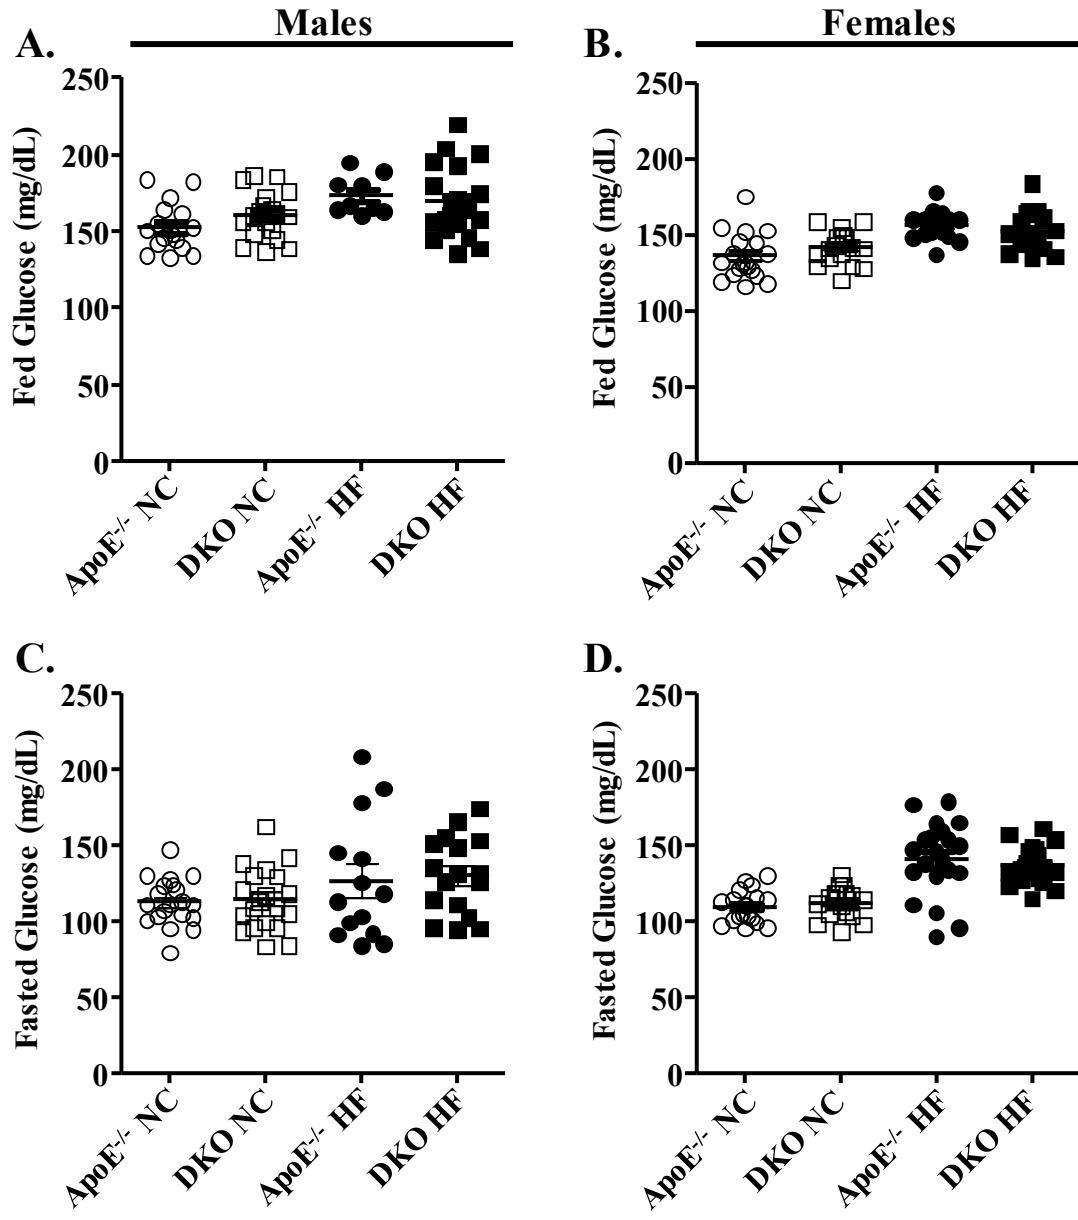 Males
Females
A.
B.
Fed Glucose (mg/dL)
250
200
150
100
50
0
ApoE⁻/⁻ NC
DKO NC
ApoE⁻/⁻ HF
DKO HF
Fed Glucose (mg/dL)
250
200
150
100
50
0
ApoE⁻/⁻ NC
DKO NC
ApoE⁻/⁻ HF
DKO HF
C.
D.
Fasted Glucose (mg/dL)
250
200
150
100
50
0
ApoE⁻/⁻ NC
DKO NC
ApoE⁻/⁻ HF
DKO HF
Fasted Glucose (mg/dL)
250
200
150
100
50
0
ApoE⁻/⁻ NC
DKO NC
ApoE⁻/⁻ HF
DKO HF